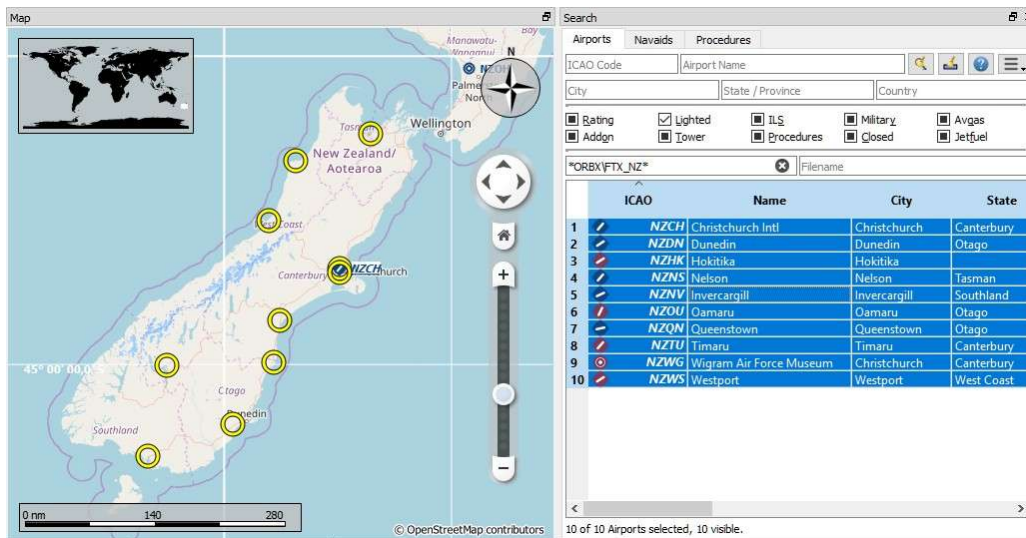 Map
Bay
Manawatu-
Wanganui
N
NZOH
Palme
North
Tasman
Wellington
New Zealand/
Aotearoa
West Coast
NZCH
Canterbury
church
45° 00' 00.0" S
Otago
Dunedin
Southland
0 nm 140 280
© OpenStreetMap contributors
Search
Airports Navaids Procedures
ICAO Code Airport Name
City State / Province Country
Rating Lighted ILS Military Avgas
Addon Tower Procedures Closed Jetfuel
*ORBX\FTX_NZ* Filename
ICAO Name City State
1 NZCH Christchurch Intl Christchurch Canterbury
2 NZDN Dunedin Dunedin Otago
3 NZHK Hokitika Hokitika
4 NZNS Nelson Nelson Tasman
5 NZNV Invercargill Invercargill Southland
6 NZOU Oamaru Oamaru Otago
7 NZQN Queenstown Queenstown Otago
8 NZTU Timaru Timaru Canterbury
9 NZWG Wigram Air Force Museum Christchurch Canterbury
10 NZWS Westport Westport West Coast
10 of 10 Airports selected, 10 visible.